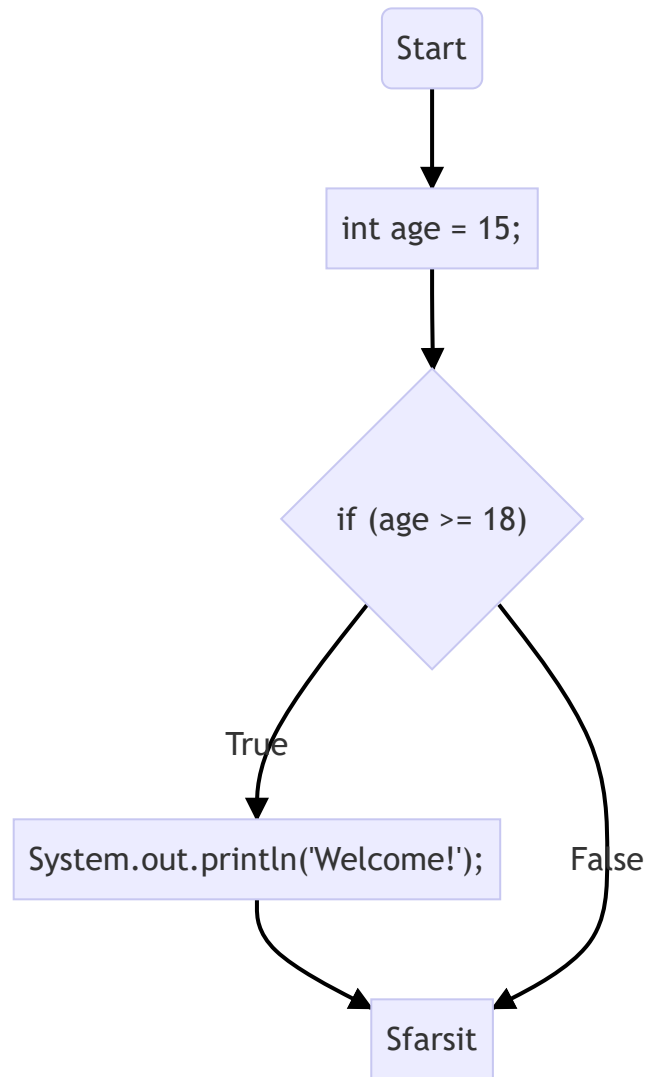 Start
int age = 15;
if (age >= 18)
True
System.out.println('Welcome!');
False
Sfarsit